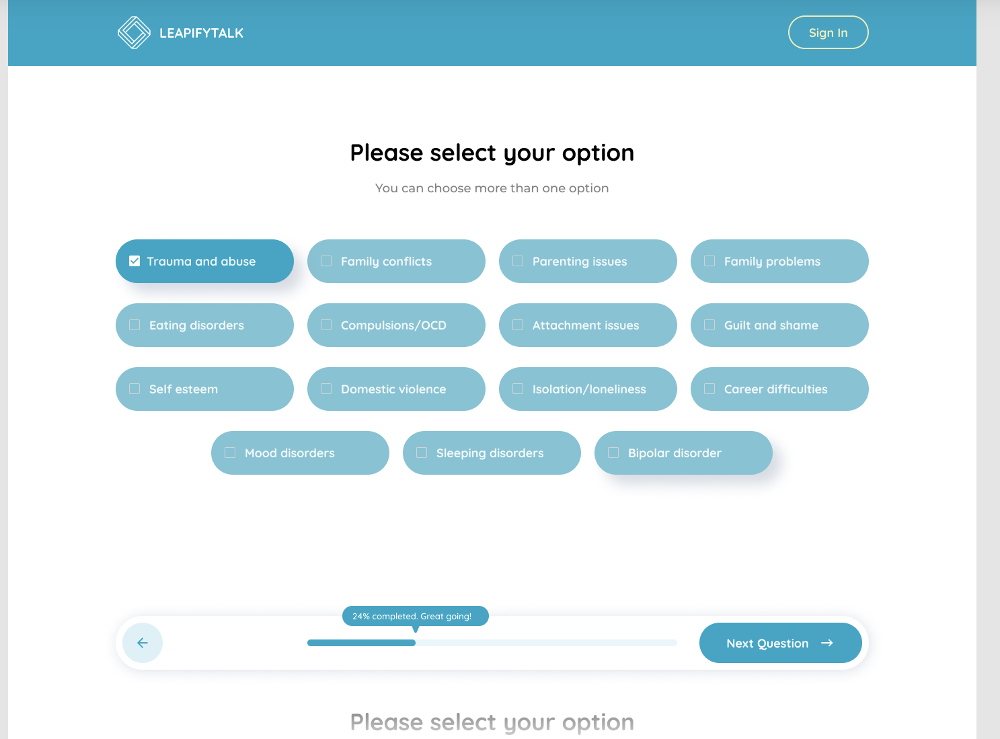 LEAPIFYTALK
Sign In
Please select your option
You can choose more than one option
Trauma and abuse
Family conflicts
Parenting issues
Family problems
Eating disorders
Compulsions/OCD
Attachment issues
Guilt and shame
Self esteem
Domestic violence
Isolation/loneliness
Career difficulties
Mood disorders
Sleeping disorders
Bipolar disorder
24% completed. Great going!
Next Question
Please select your option